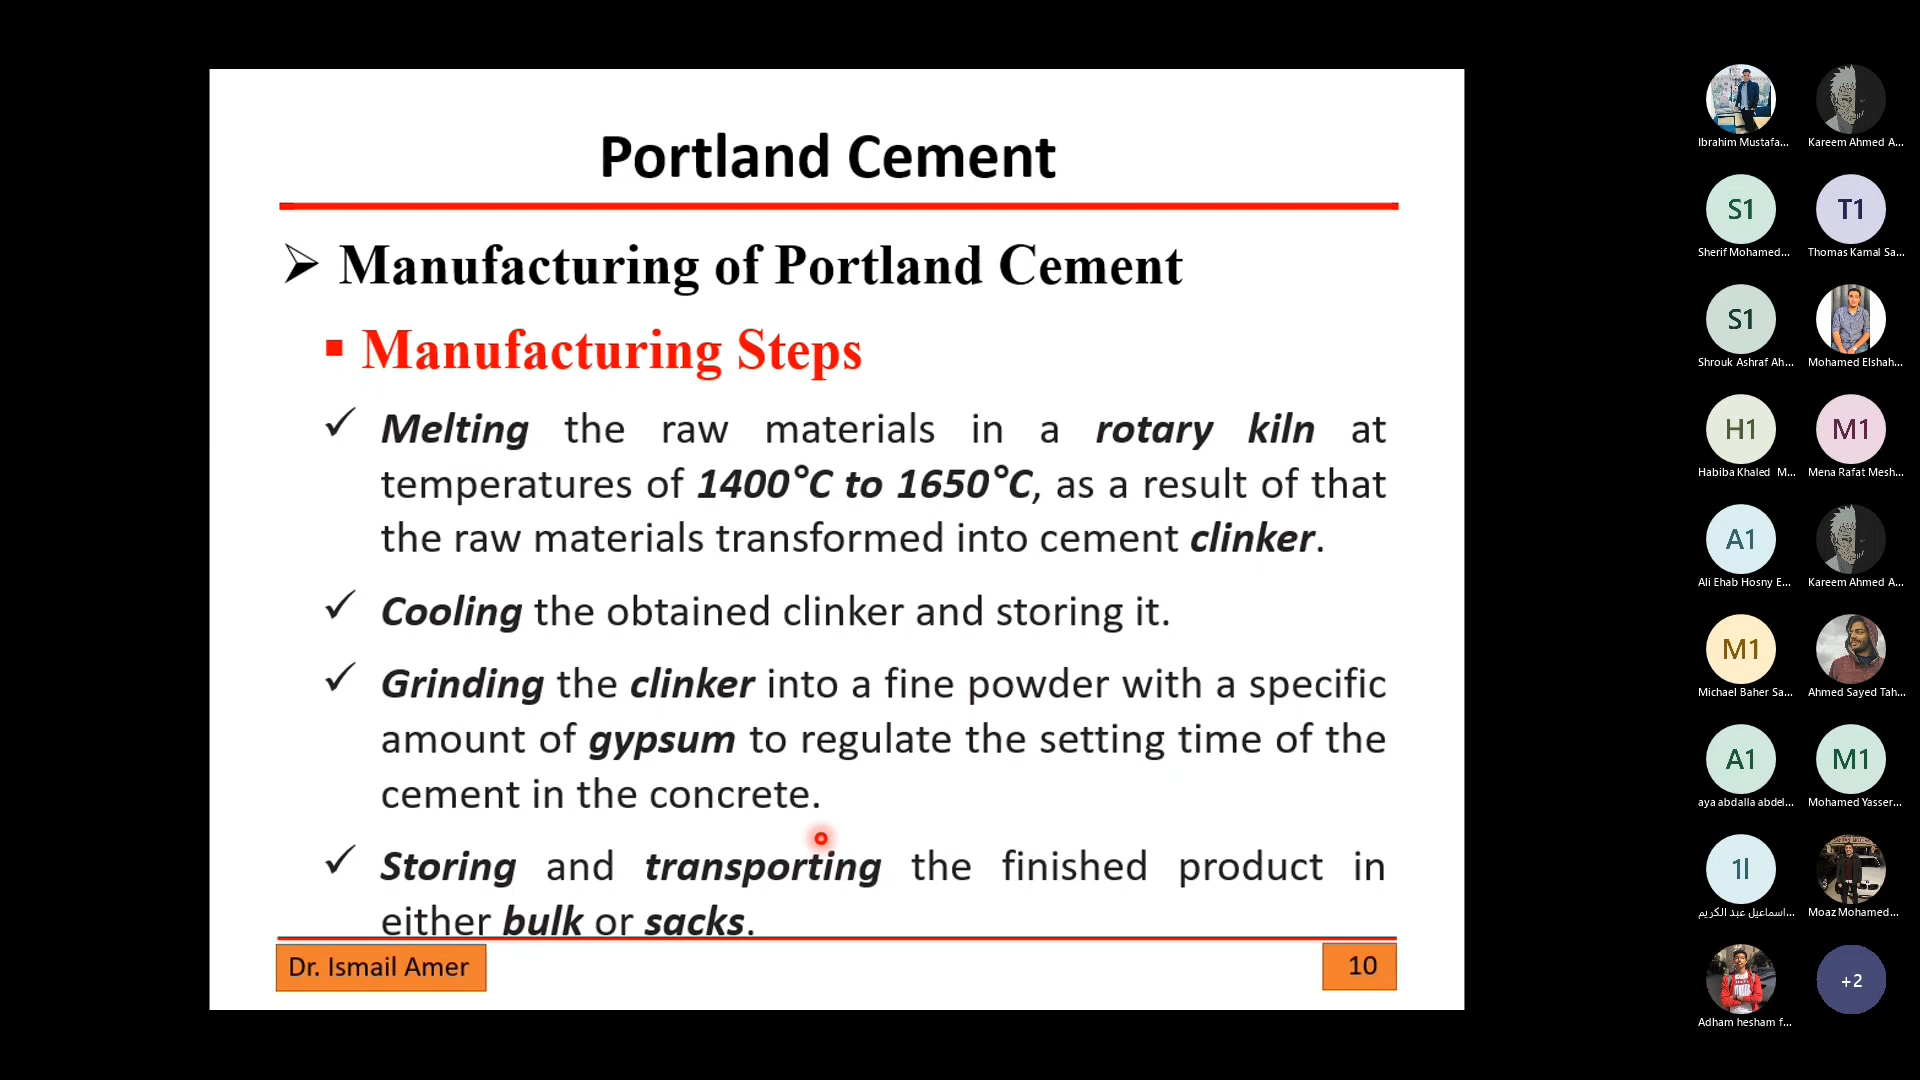 Portland Cement
➢ Manufacturing of Portland Cement
▪ Manufacturing Steps
✓ Melting the raw materials in a rotary kiln at
temperatures of 1400°C to 1650°C, as a result of that
the raw materials transformed into cement clinker.
✓ Cooling the obtained clinker and storing it.
✓ Grinding the clinker into a fine powder with a specific
amount of gypsum to regulate the setting time of the
cement in the concrete.
✓ Storing and transporting the finished product in
either bulk or sacks.
Dr. Ismail Amer
10
Ibrahim Mustafa...
Kareem Ahmed A...
S1
T1
Sherif Mohamed...
Thomas Kamal Sa...
S1
Shrouk Ashraf Ah...
Mohamed Elshah...
H1
M1
Habiba Khaled M...
Mena Rafat Mesh...
A1
Ali Ehab Hosny E...
Kareem Ahmed A...
M1
Michael Baher Sa...
Ahmed Sayed Tah...
A1
M1
aya abdalla abdel...
Mohamed Yasser...
1ا
اسماعيل عبد الكريم...
Moaz Mohamed...
+2
Adham hesham f...